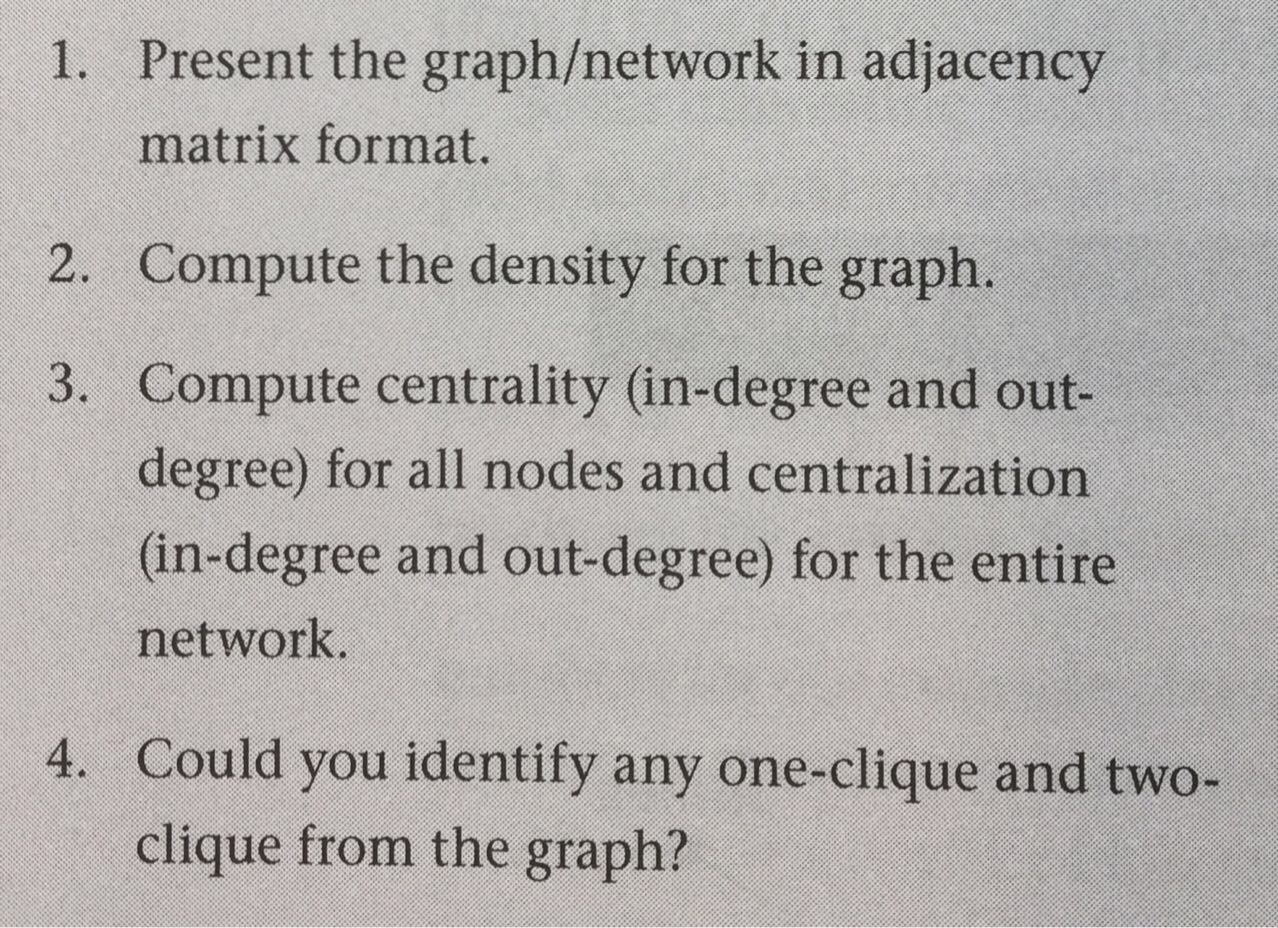 1. Present the graph/network in adjacency
matrix format.
2. Compute the density for the graph.
3. Compute centrality (in-degree and out-
degree) for all nodes and centralization
(in-degree and out-degree) for the entire
network.
4. Could you identify any one-clique and two-
clique from the graph?